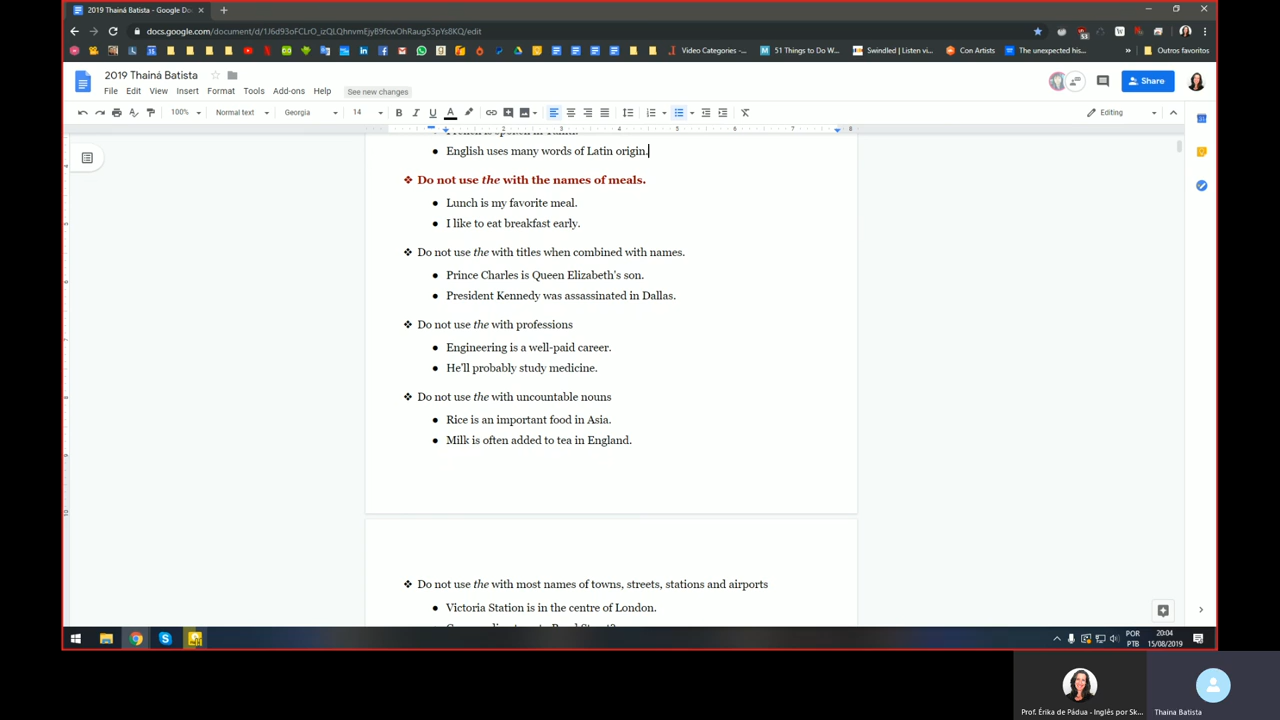 2019 Thainá Batista - Google Do
docs.google.com/document/d/1J6d93oFCLrO_izQLQhnvmEjyB9fcwOhRaug53pYs8KQ/edit
Video Categories -...
51 Things to Do W...
Swindled | Listen vi...
Con Artists
The unexpected his...
»
Outros favoritos
2019 Thainá Batista
Share
File Edit View Insert Format Tools Add-ons Help See new changes
100% Normal text Georgia 14 Editing
English uses many words of Latin origin.
Do not use the with the names of meals.
Lunch is my favorite meal.
I like to eat breakfast early.
Do not use the with titles when combined with names.
Prince Charles is Queen Elizabeth's son.
President Kennedy was assassinated in Dallas.
Do not use the with professions
Engineering is a well-paid career.
He'll probably study medicine.
Do not use the with uncountable nouns
Rice is an important food in Asia.
Milk is often added to tea in England.
Do not use the with most names of towns, streets, stations and airports
Victoria Station is in the centre of London.
POR 20:04
PTB 15/08/2019
Prof. Érika de Pádua - Inglês por Sk...
Thaina Batista